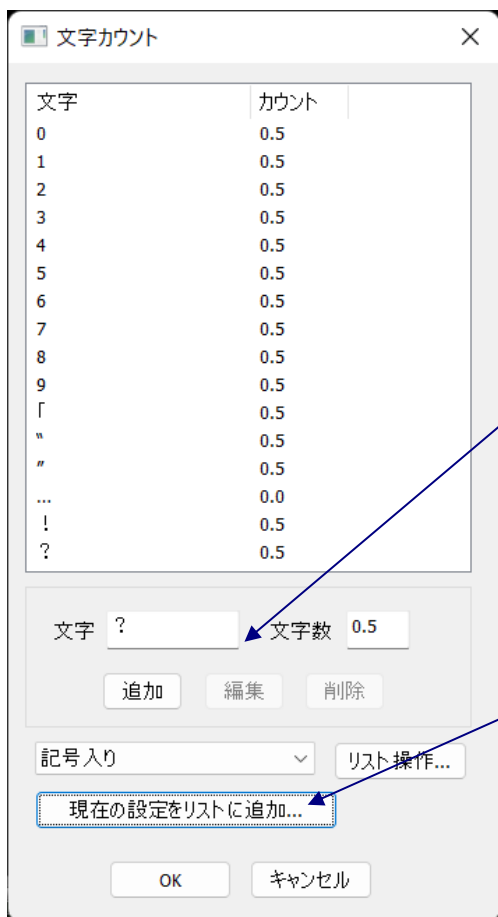 文字カウント
文字 カウント
0 0.5
1 0.5
2 0.5
3 0.5
4 0.5
5 0.5
6 0.5
7 0.5
8 0.5
9 0.5
「 0.5
〝 0.5
〃 0.5
… 0.0
! 0.5
? 0.5
文字 ? 文字数 0.5
追加 編集 削除
記号入り リスト操作...
現在の設定をリストに追加...
OK キャンセル